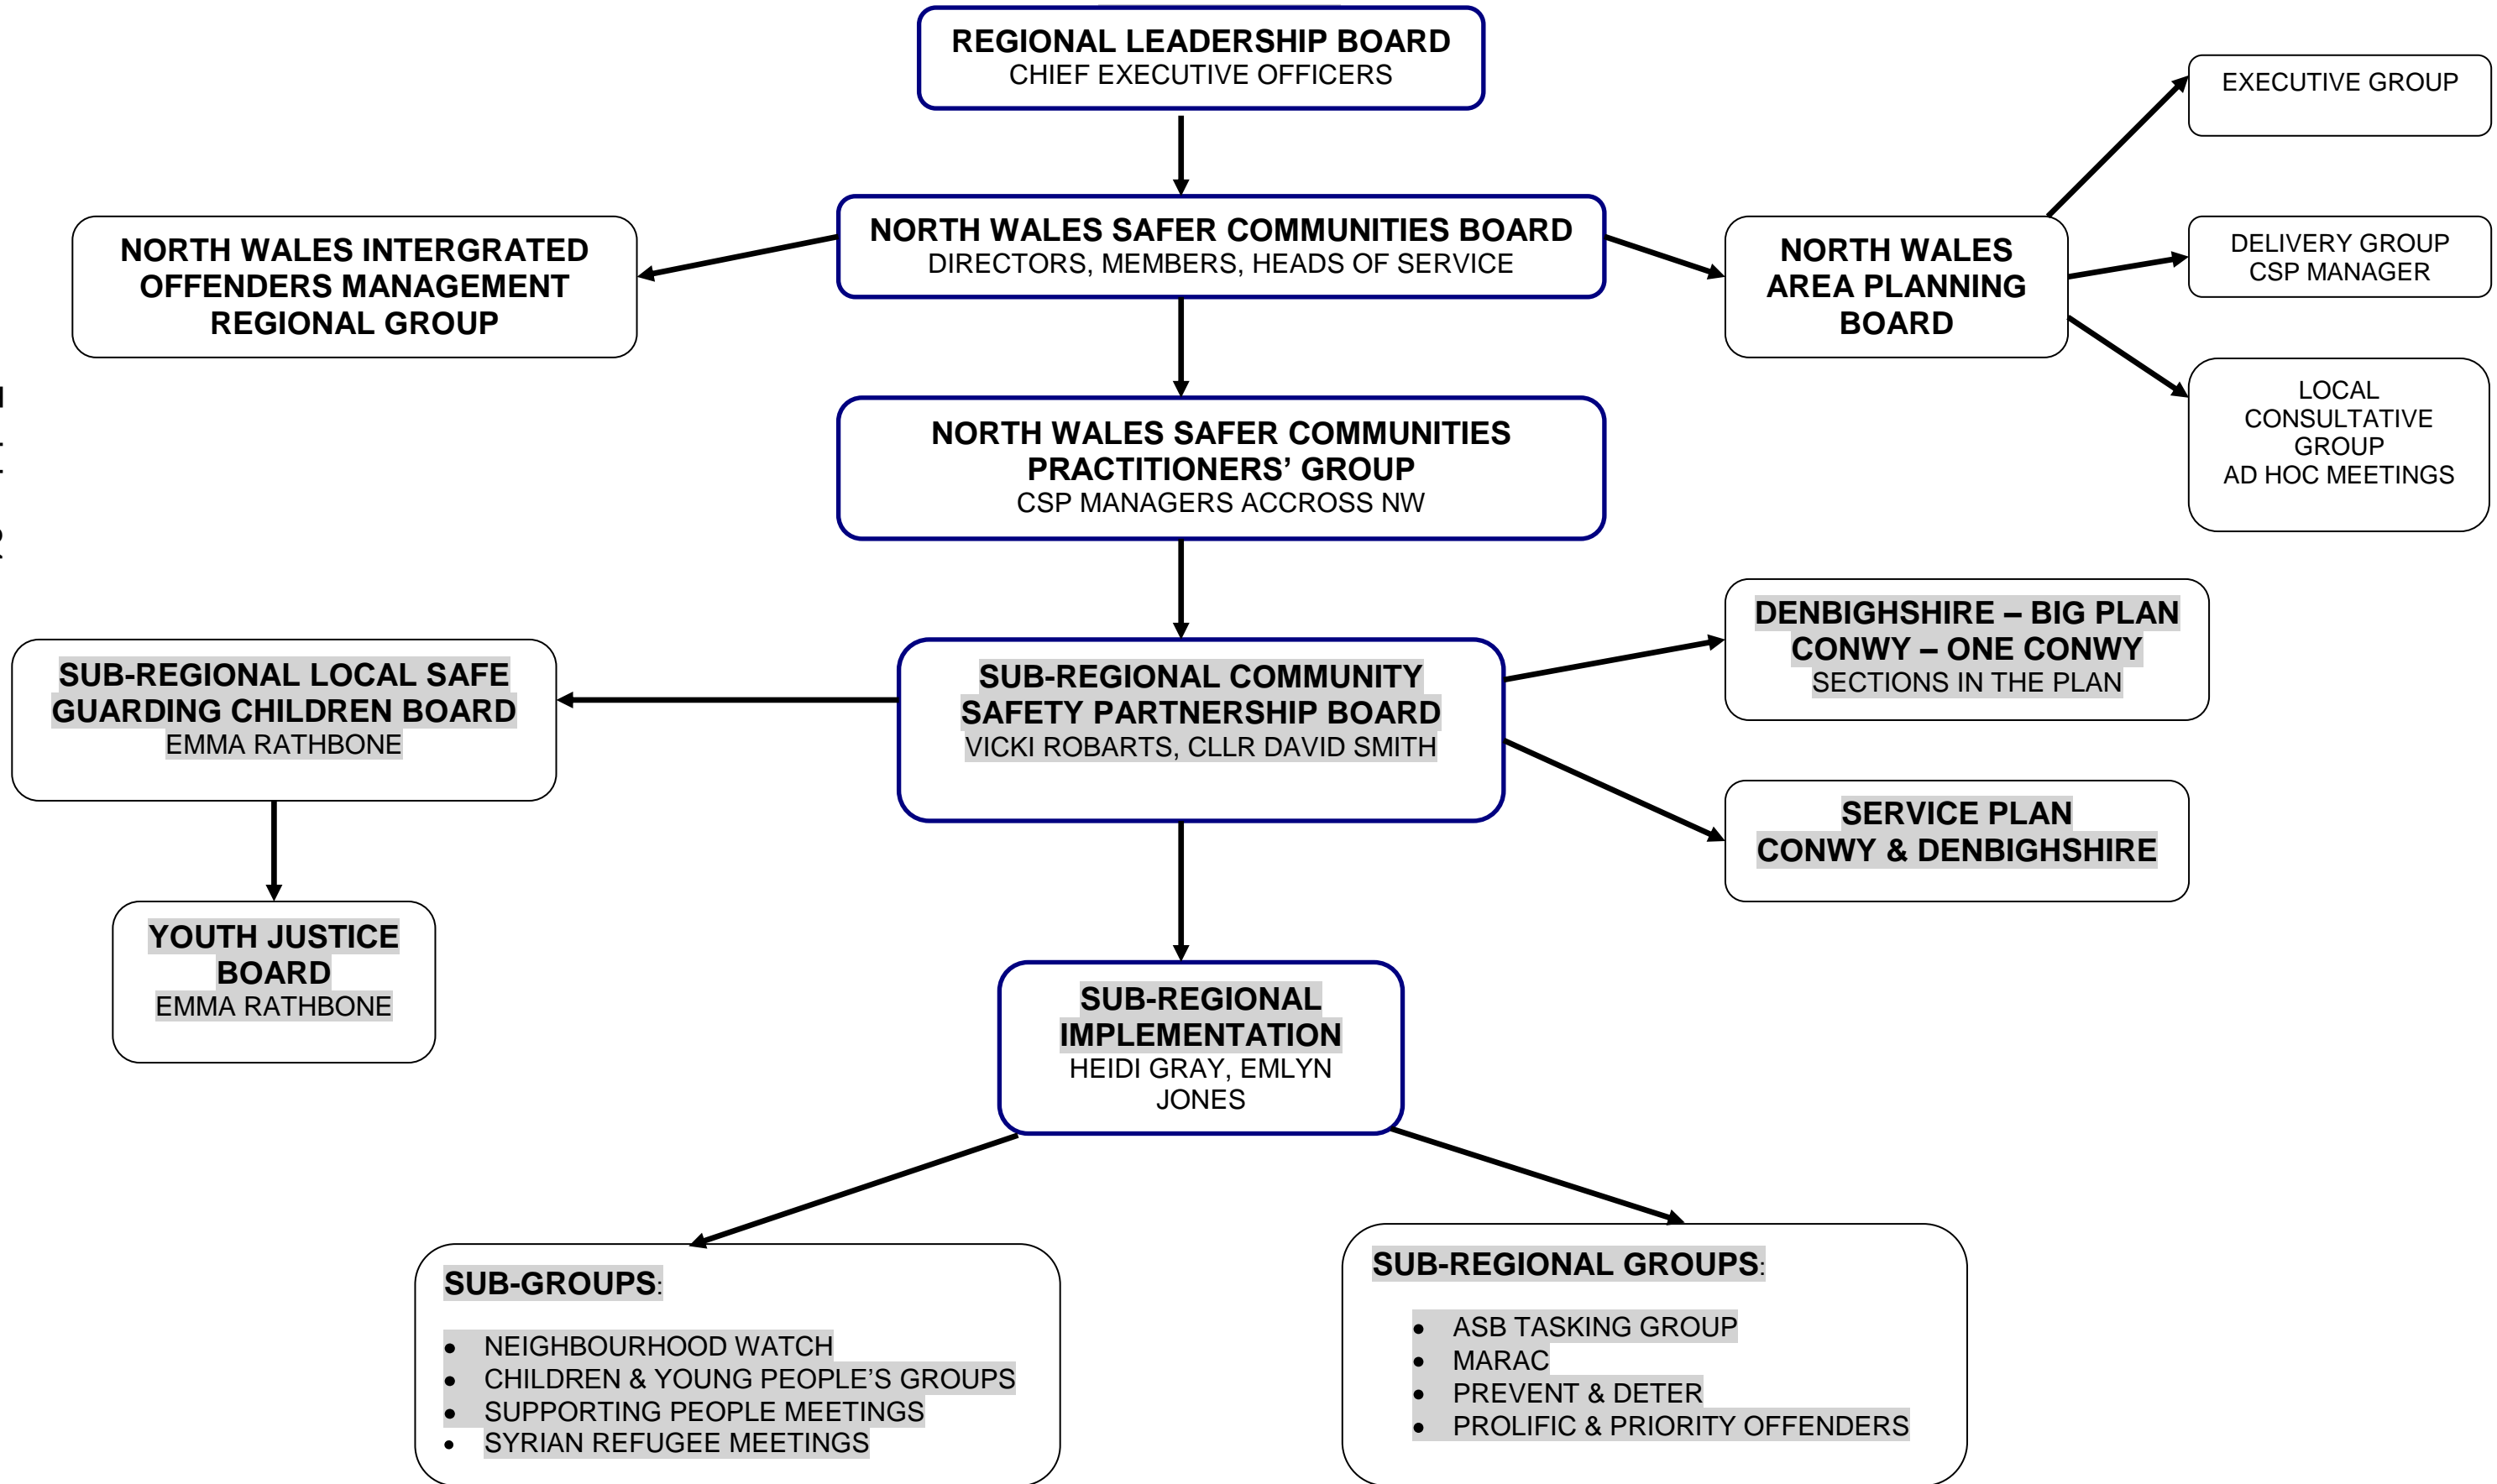 REGIONAL LEADERSHIP BOARD
CHIEF EXECUTIVE OFFICERS
EXECUTIVE GROUP
NORTH WALES INTERGRATED
OFFENDERS MANAGEMENT
REGIONAL GROUP
NORTH WALES SAFER COMMUNITIES BOARD
DIRECTORS, MEMBERS, HEADS OF SERVICE
NORTH WALES
AREA PLANNING
BOARD
DELIVERY GROUP
CSP MANAGER
LOCAL
CONSULTATIVE
GROUP
AD HOC MEETINGS
NORTH WALES SAFER COMMUNITIES
PRACTITIONERS’ GROUP
CSP MANAGERS ACCROSS NW
SUB-REGIONAL LOCAL SAFE
GUARDING CHILDREN BOARD
EMMA RATHBONE
SUB-REGIONAL COMMUNITY
SAFETY PARTNERSHIP BOARD
VICKI ROBARTS, CLLR DAVID SMITH
DENBIGHSHIRE – BIG PLAN
CONWY – ONE CONWY
SECTIONS IN THE PLAN
SERVICE PLAN
CONWY & DENBIGHSHIRE
YOUTH JUSTICE
BOARD
EMMA RATHBONE
SUB-REGIONAL
IMPLEMENTATION
HEIDI GRAY, EMLYN
JONES
SUB-GROUPS:
• NEIGHBOURHOOD WATCH
• CHILDREN & YOUNG PEOPLE’S GROUPS
• SUPPORTING PEOPLE MEETINGS
• SYRIAN REFUGEE MEETINGS
SUB-REGIONAL GROUPS:
• ASB TASKING GROUP
• MARAC
• PREVENT & DETER
• PROLIFIC & PRIORITY OFFENDERS